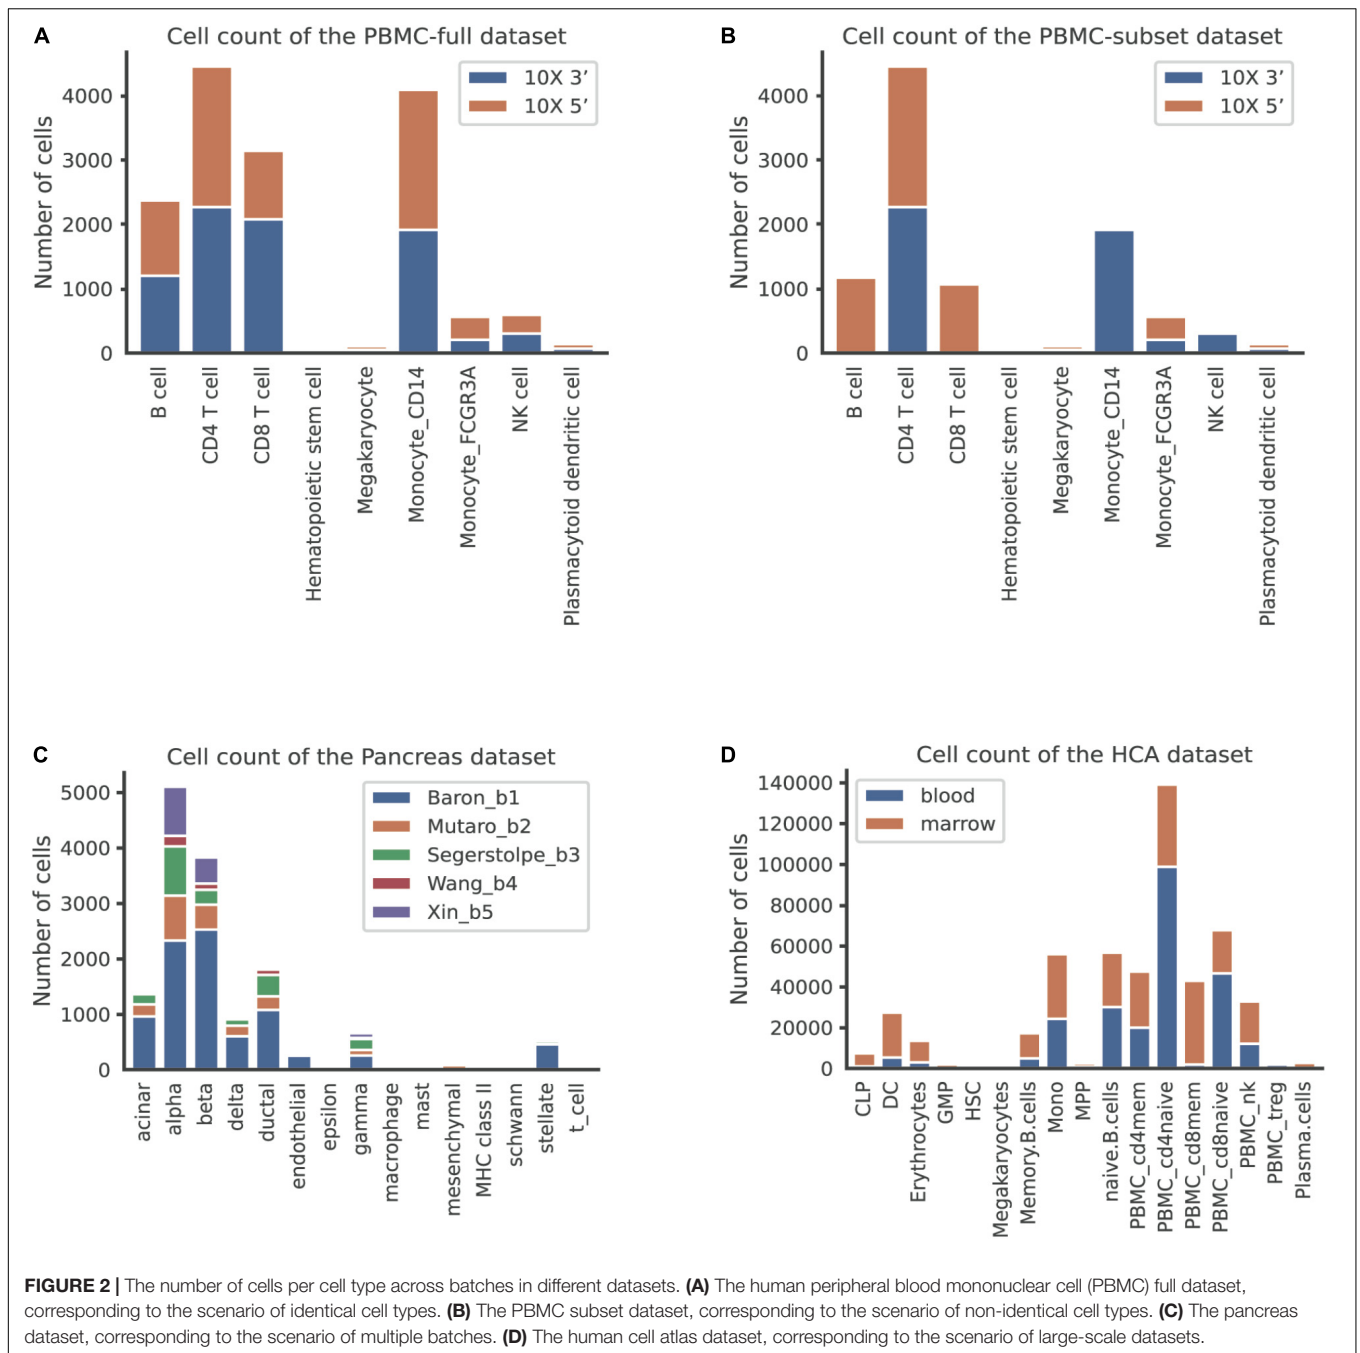 A
Cell count of the PBMC-full dataset
10X 3’
10X 5’
Number of cells
4000
3000
2000
1000
0
B cell
CD4 T cell
CD8 T cell
Hematopoietic stem cell
Megakaryocyte
Monocyte_CD14
Monocyte_FCGR3A
NK cell
Plasmacytoid dendritic cell
B
Cell count of the PBMC-subset dataset
10X 3’
10X 5’
Number of cells
4000
3000
2000
1000
0
B cell
CD4 T cell
CD8 T cell
Hematopoietic stem cell
Megakaryocyte
Monocyte_CD14
Monocyte_FCGR3A
NK cell
Plasmacytoid dendritic cell
C
Cell count of the Pancreas dataset
Baron_b1
Mutaro_b2
Segerstolpe_b3
Wang_b4
Xin_b5
Number of cells
5000
4000
3000
2000
1000
0
acinar
alpha
beta
delta
ductal
endothelial
epsilon
gamma
macrophage
mast
mesenchymal
MHC class II
schwann
stellate
t_cell
D
Cell count of the HCA dataset
blood
marrow
Number of cells
140000
120000
100000
80000
60000
40000
20000
0
CLP
DC
Erythrocytes
GMP
HSC
Megakaryocytes
Memory.B.cells
Mono
MPP
naive.B.cells
PBMC_cd4mem
PBMC_cd4naive
PBMC_cd8mem
PBMC_cd8naive
PBMC_nk
PBMC_treg
Plasma.cells
FIGURE 2 | The number of cells per cell type across batches in different datasets. (A) The human peripheral blood mononuclear cell (PBMC) full dataset,
corresponding to the scenario of identical cell types. (B) The PBMC subset dataset, corresponding to the scenario of non-identical cell types. (C) The pancreas
dataset, corresponding to the scenario of multiple batches. (D) The human cell atlas dataset, corresponding to the scenario of large-scale datasets.